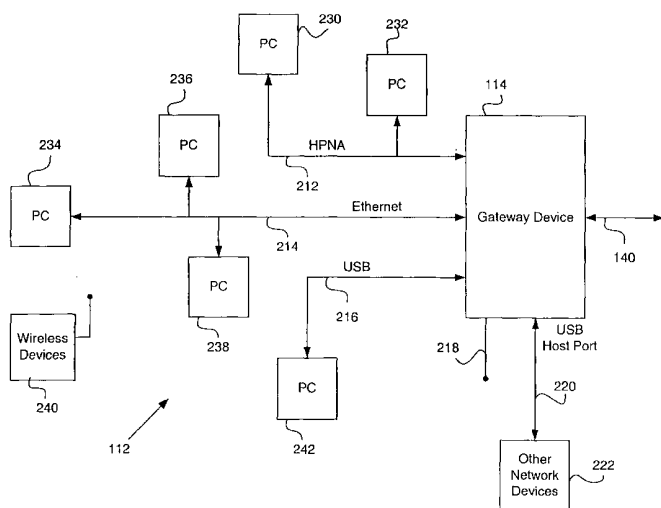 230
PC
232
PC
114
236
PC
234
PC
HPNA
212
Ethernet
214
Gateway Device
140
USB
216
PC
238
USB
Host Port
218
Wireless
Devices
240
PC
242
220
112
Other
Network
Devices
222